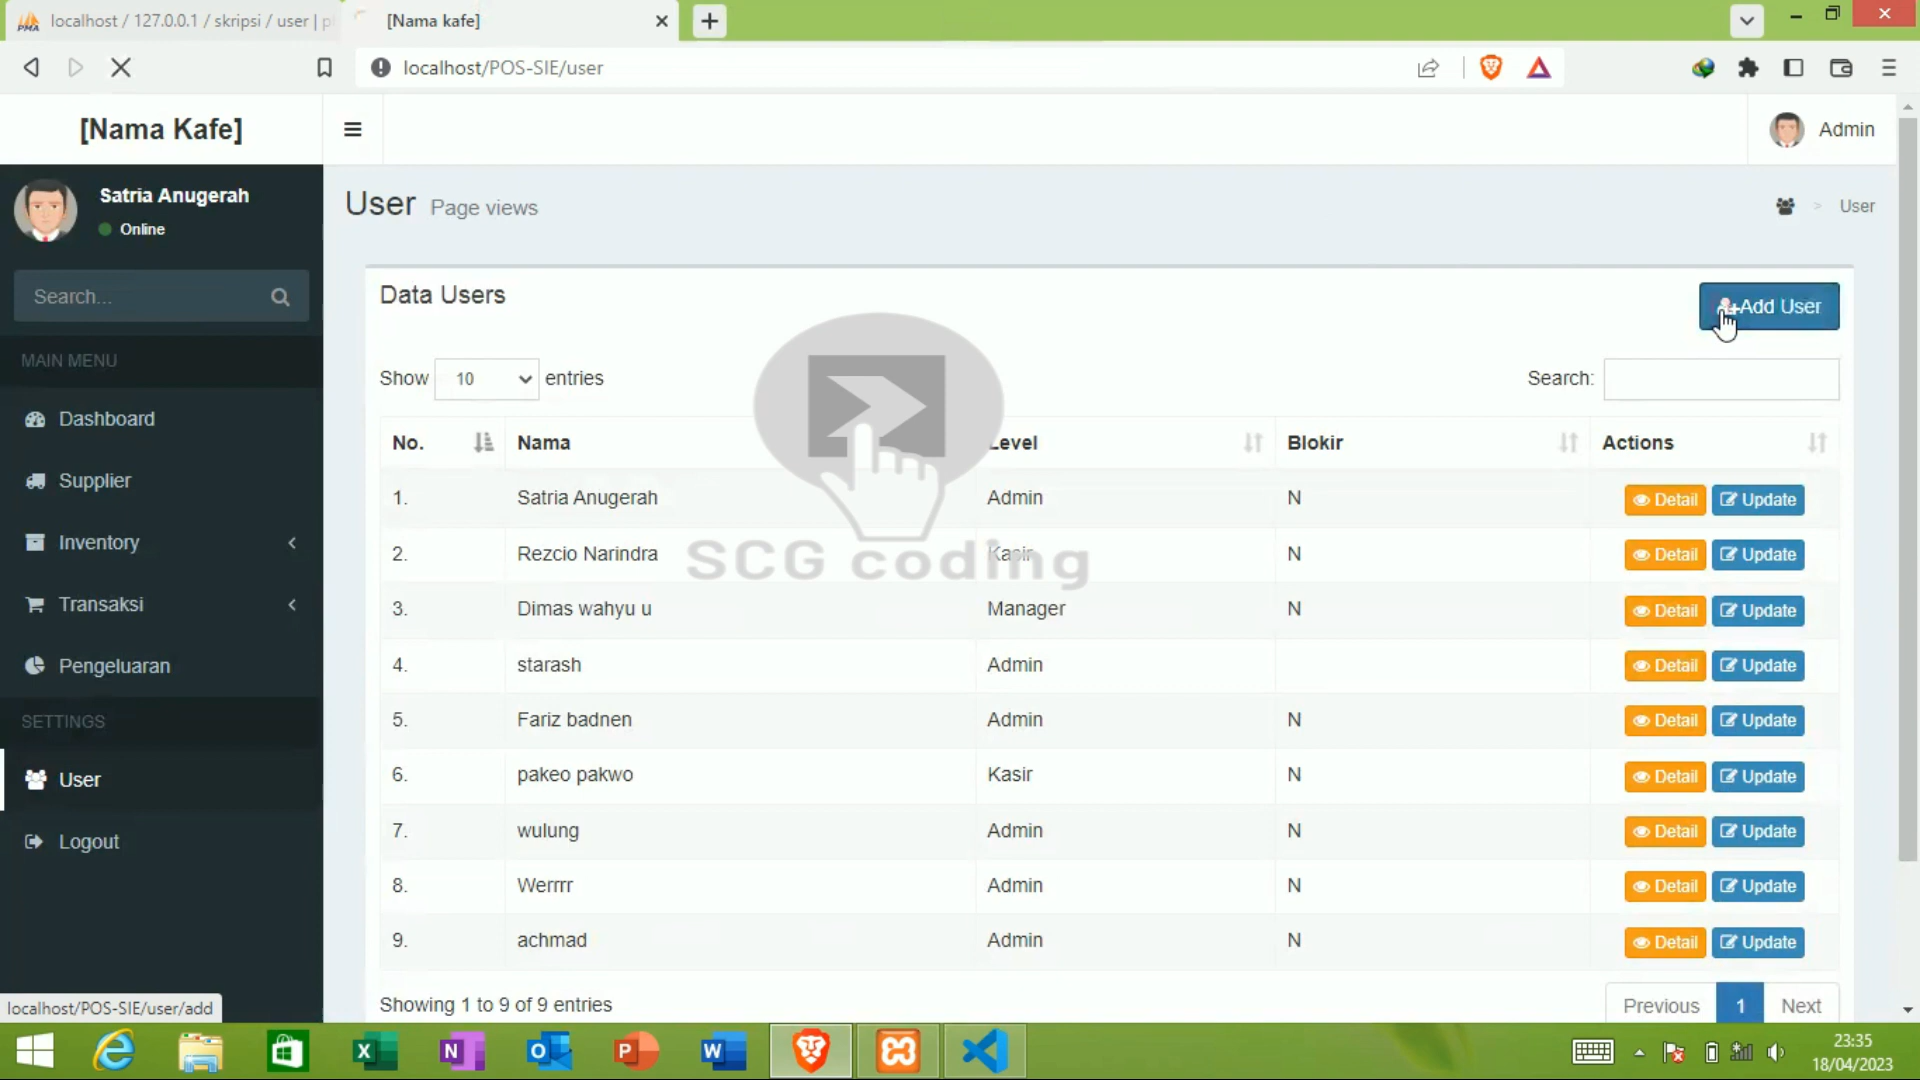 localhost / 127.0.0.1 / skripsi / user | p
[Nama kafe]
localhost/POS-SIE/user
[Nama Kafe]
Admin
Satria Anugerah
Online
Search...
MAIN MENU
Dashboard
Supplier
Inventory
Transaksi
Pengeluaran
SETTINGS
User
Logout
User Page views
> User
Data Users
Add User
Show 10 entries
Search:
No. Nama Level Blokir Actions
1. Satria Anugerah Admin N Detail Update
2. Rezcio Narindra Kasir N Detail Update
3. Dimas wahyu u Manager N Detail Update
4. starash Admin Detail Update
5. Fariz badnen Admin N Detail Update
6. pakeo pakwo Kasir N Detail Update
7. wulung Admin N Detail Update
8. Werrrr Admin N Detail Update
9. achmad Admin N Detail Update
SCG coding
Showing 1 to 9 of 9 entries
Previous 1 Next
localhost/POS-SIE/user/add
23:35
18/04/2023